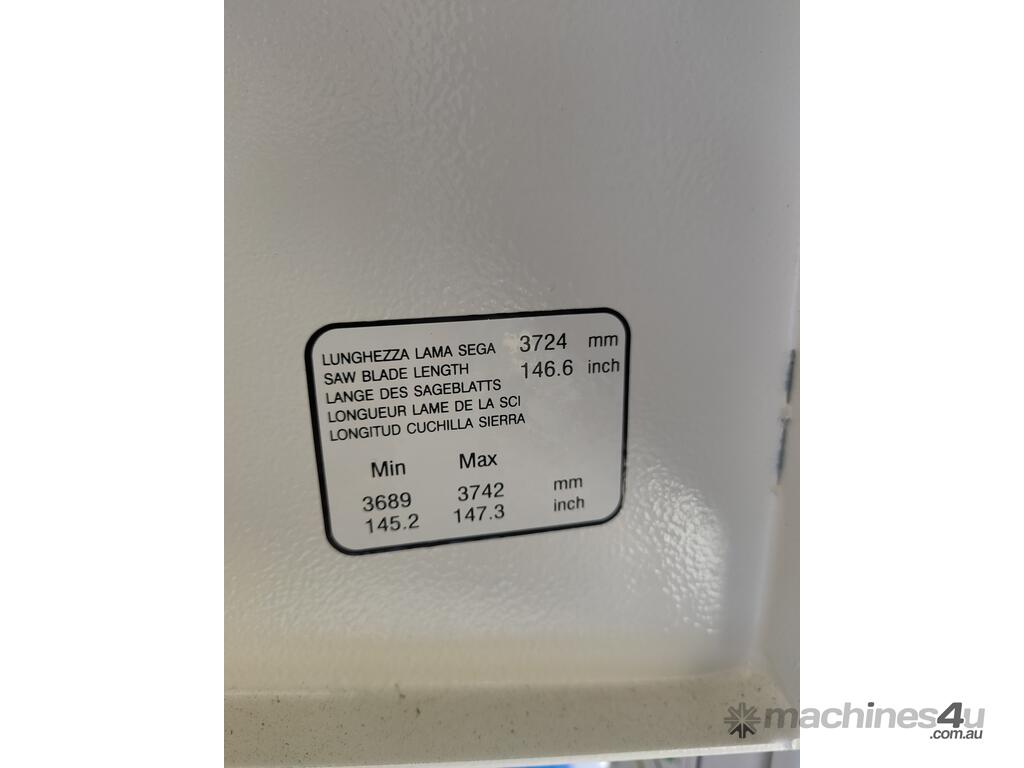 LUNGHEZZA LAMA SEGA 3724 mm
SAW BLADE LENGTH 146.6 inch
LANGE DES SAGEBLATTS
LONGUEUR LAME DE LA SCI
LONGITUD CUCHILLA SIERRA
Min Max
3689 3742 mm
145.2 147.3 inch
machines4u
.com.au